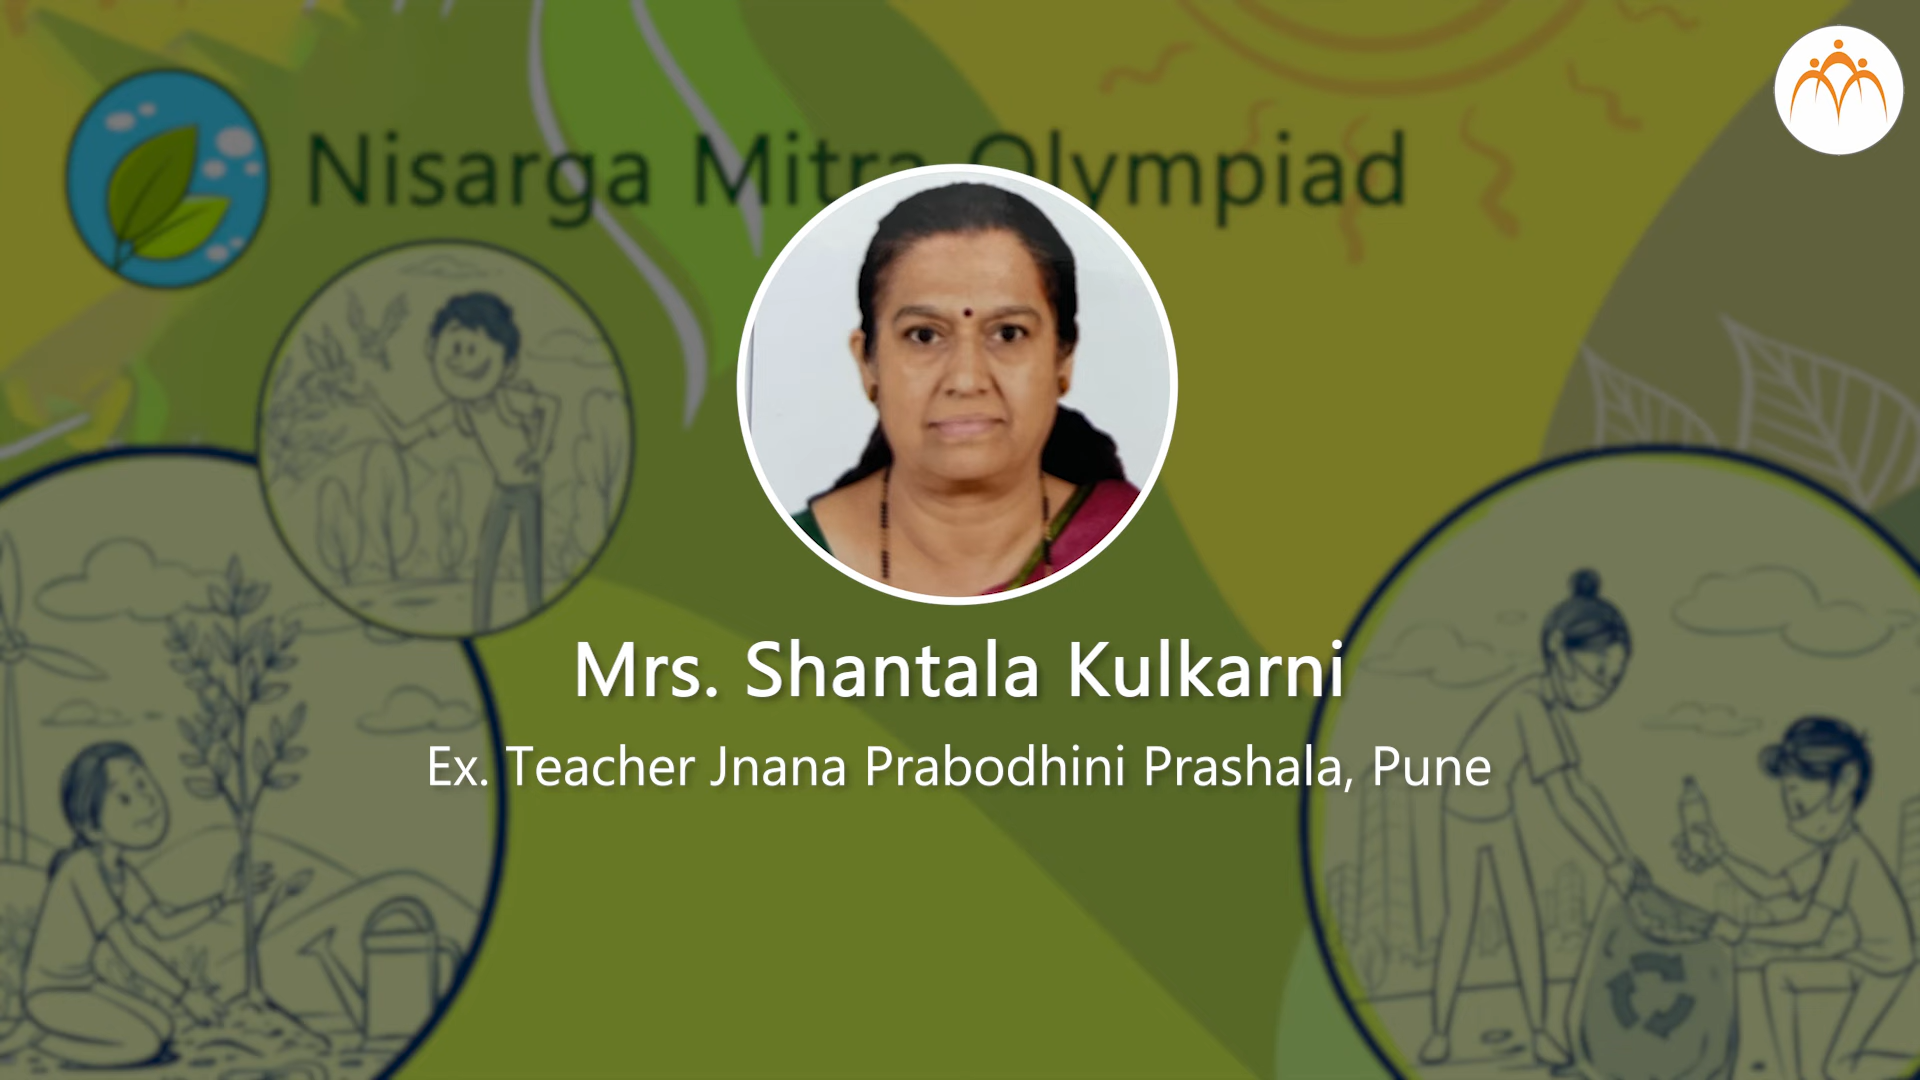 Nisarga Mitra Olympiad
Mrs. Shantala Kulkarni
Ex. Teacher Jnana Prabodhini Prashala, Pune